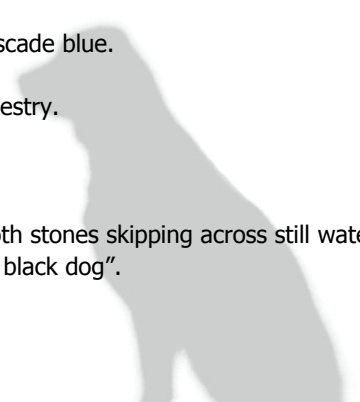 scade blue.
estry.
oth stones skipping across still wate
black dog”.